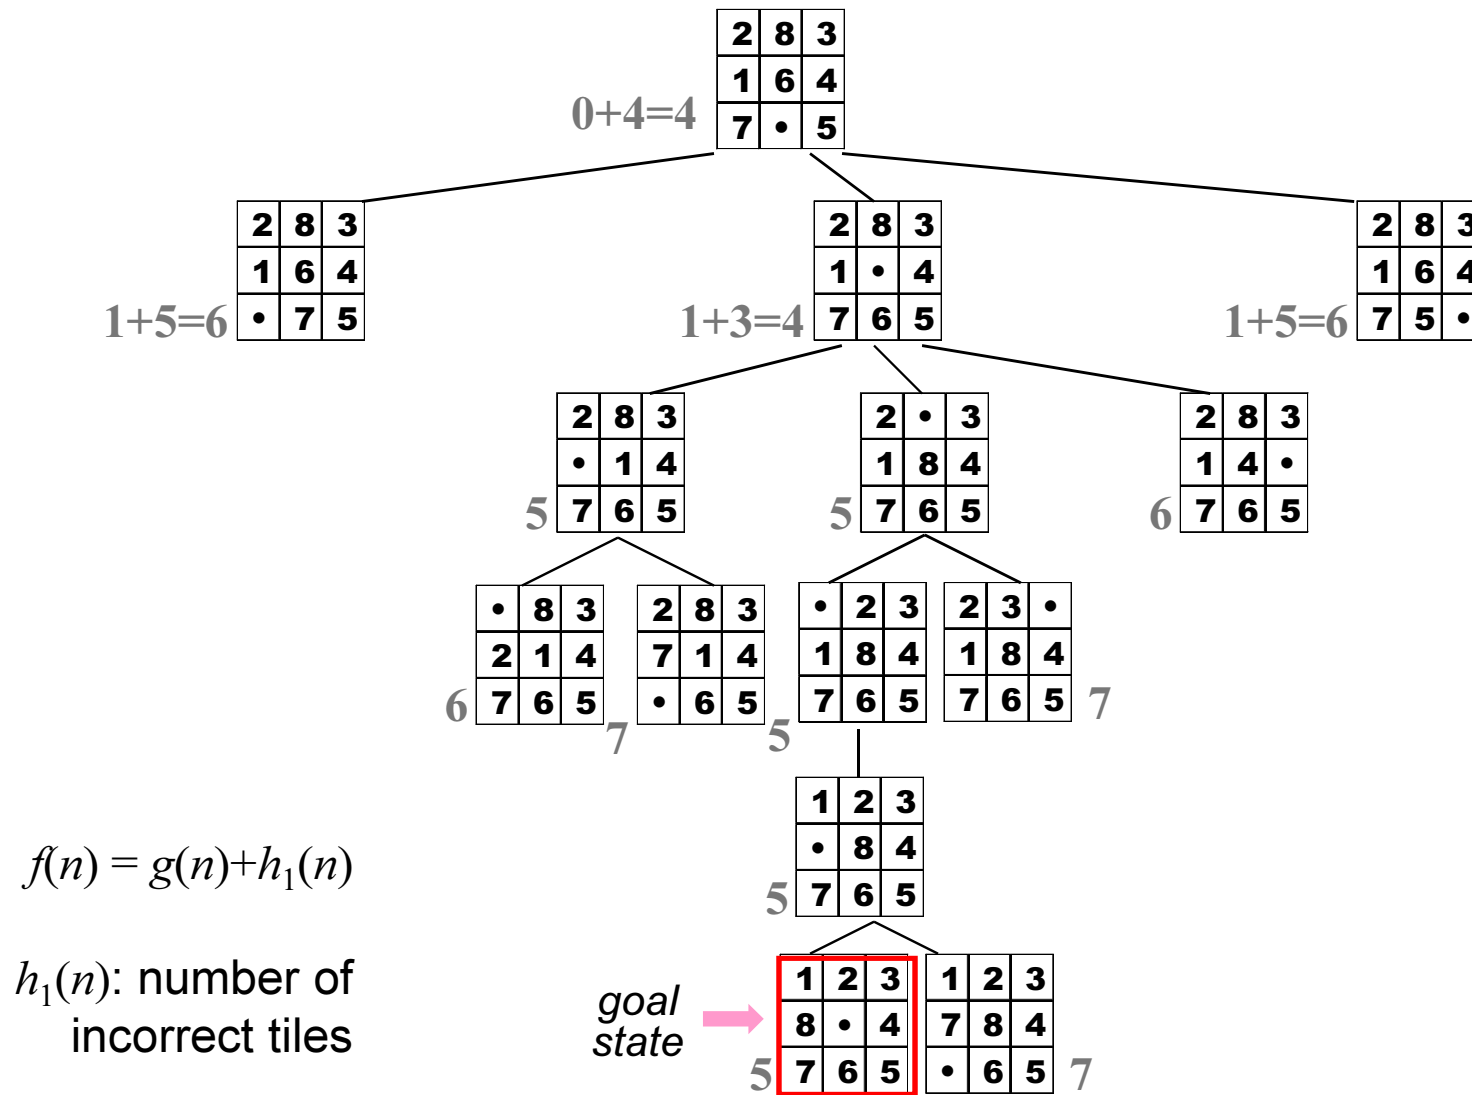 2 8 3
1 6 4
0+4=4
7 • 5
2 8 3
1 6 4
1+5=6 • 7 5
2 8 3
1 • 4
1+3=4 7 6 5
2 8 3
1 6 4
1+5=6 7 5 •
2 8 3
• 1 4
5 7 6 5
2 • 3
1 8 4
5 7 6 5
2 8 3
1 4 •
6 7 6 5
• 8 3
2 1 4
6 7 6 5
2 8 3
7 1 4
• 6 5
7
• 2 3
1 8 4
7 6 5
5
2 3 •
1 8 4
7 6 5 7
1 2 3
• 8 4
5 7 6 5
f(n) = g(n)+h₁(n)
h₁(n): number of
incorrect tiles
goal
state
1 2 3
8 • 4
5 7 6 5
1 2 3
7 8 4
• 6 5 7